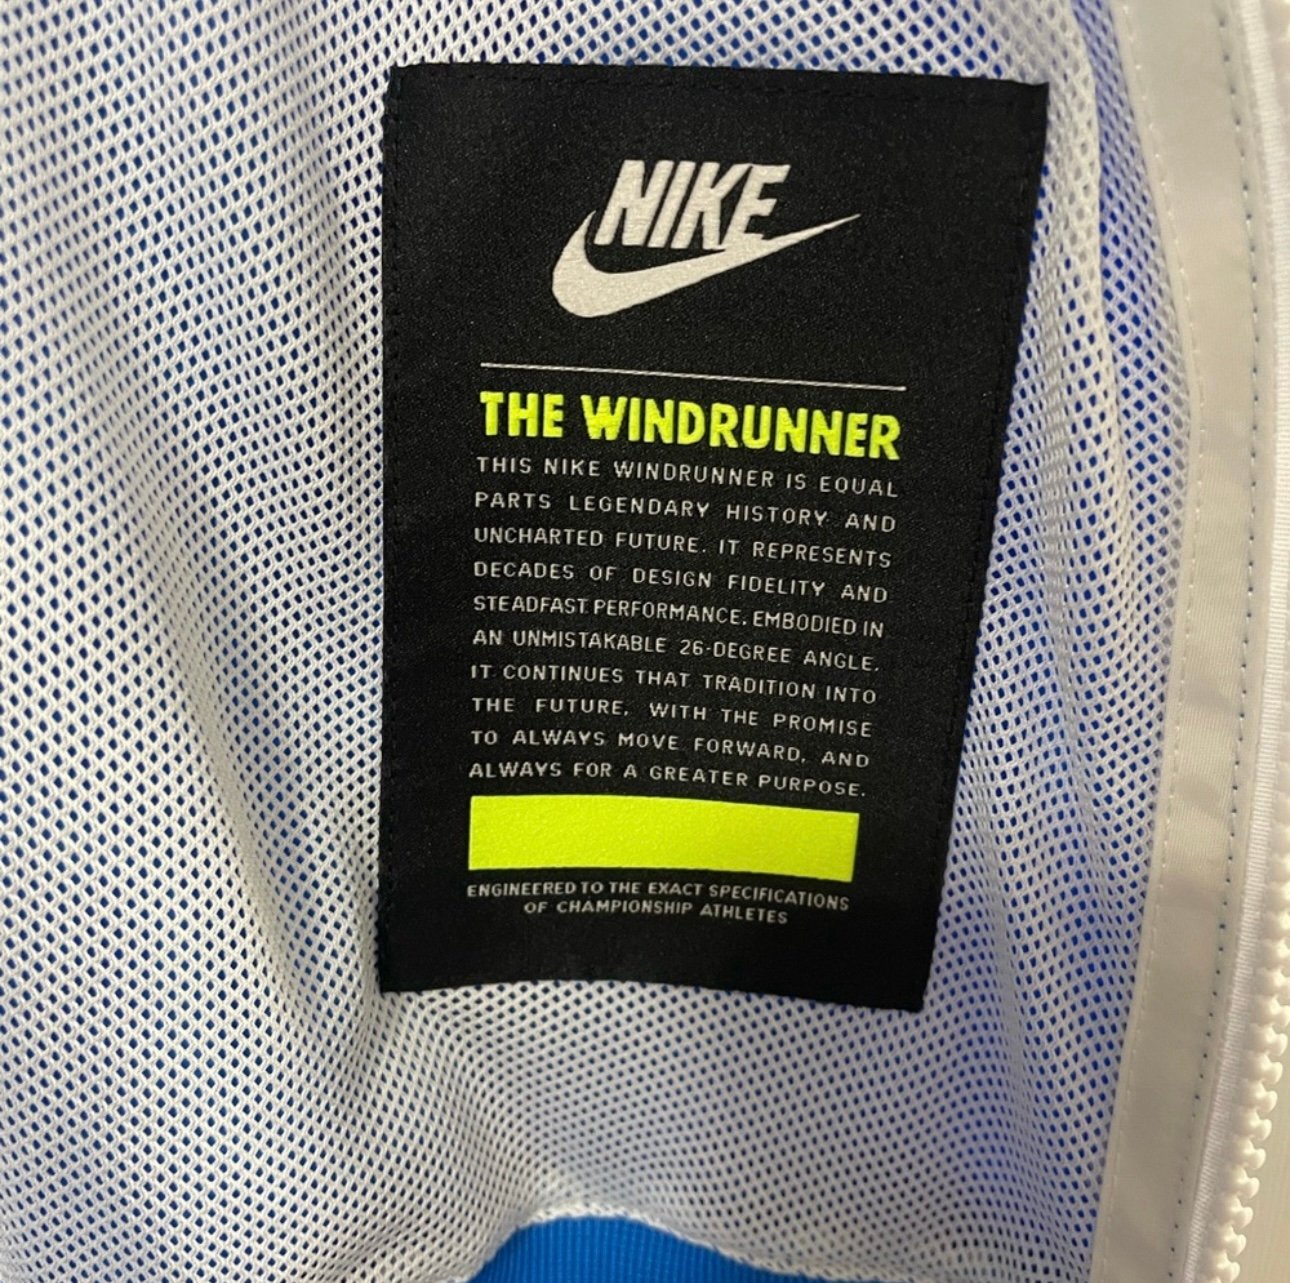 NIKE
THE WINDRUNNER
THIS NIKE WINDRUNNER IS EQUAL
PARTS LEGENDARY HISTORY AND
UNCHARTED FUTURE. IT REPRESENTS
DECADES OF DESIGN FIDELITY AND
STEADFAST PERFORMANCE, EMBODIED IN
AN UNMISTAKABLE 26-DEGREE ANGLE.
IT CONTINUES THAT TRADITION INTO
THE FUTURE, WITH THE PROMISE
TO ALWAYS MOVE FORWARD, AND
ALWAYS FOR A GREATER PURPOSE.
ENGINEERED TO THE EXACT SPECIFICATIONS
OF CHAMPIONSHIP ATHLETES